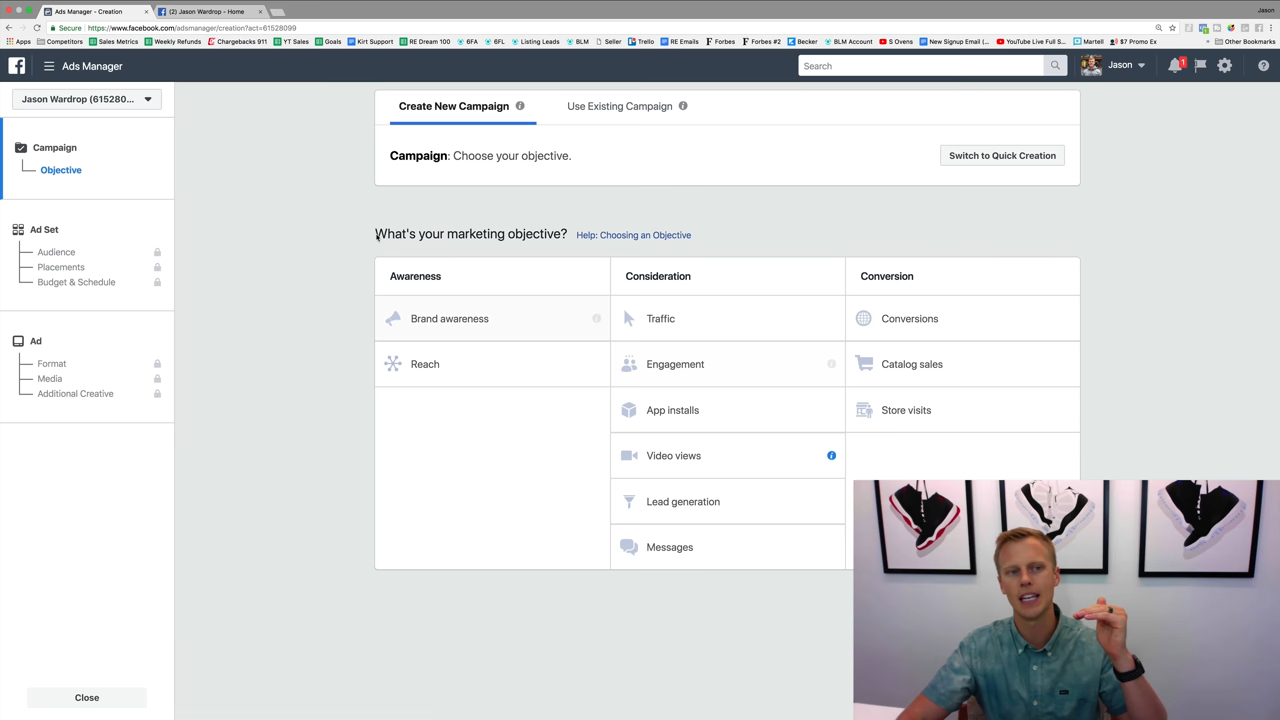 Ads Manager - Creation
(2) Jason Wardrop - Home
Jason
Secure
https://www.facebook.com/adsmanager/creation?act=61528099
Apps
Competitors
Sales Metrics
Weekly Refunds
Chargebacks 911
YT Sales
Goals
Kirt Support
RE Dream 100
6FA
6FL
Listing Leads
BLM
Seller
Trello
RE Emails
Forbes
Forbes #2
Becker
BLM Account
S Ovens
New Signup Email (...
YouTube Live Full S...
Martell
$7 Promo Ex
Other Bookmarks
Ads Manager
Search
Jason
1
Jason Wardrop (615280...
Campaign
Objective
Ad Set
Audience
Placements
Budget & Schedule
Ad
Format
Media
Additional Creative
Close
Create New Campaign
Use Existing Campaign
Campaign: Choose your objective.
Switch to Quick Creation
What's your marketing objective? Help: Choosing an Objective
Awareness
Consideration
Conversion
Brand awareness
Traffic
Conversions
Reach
Engagement
Catalog sales
App installs
Store visits
Video views
Lead generation
Messages